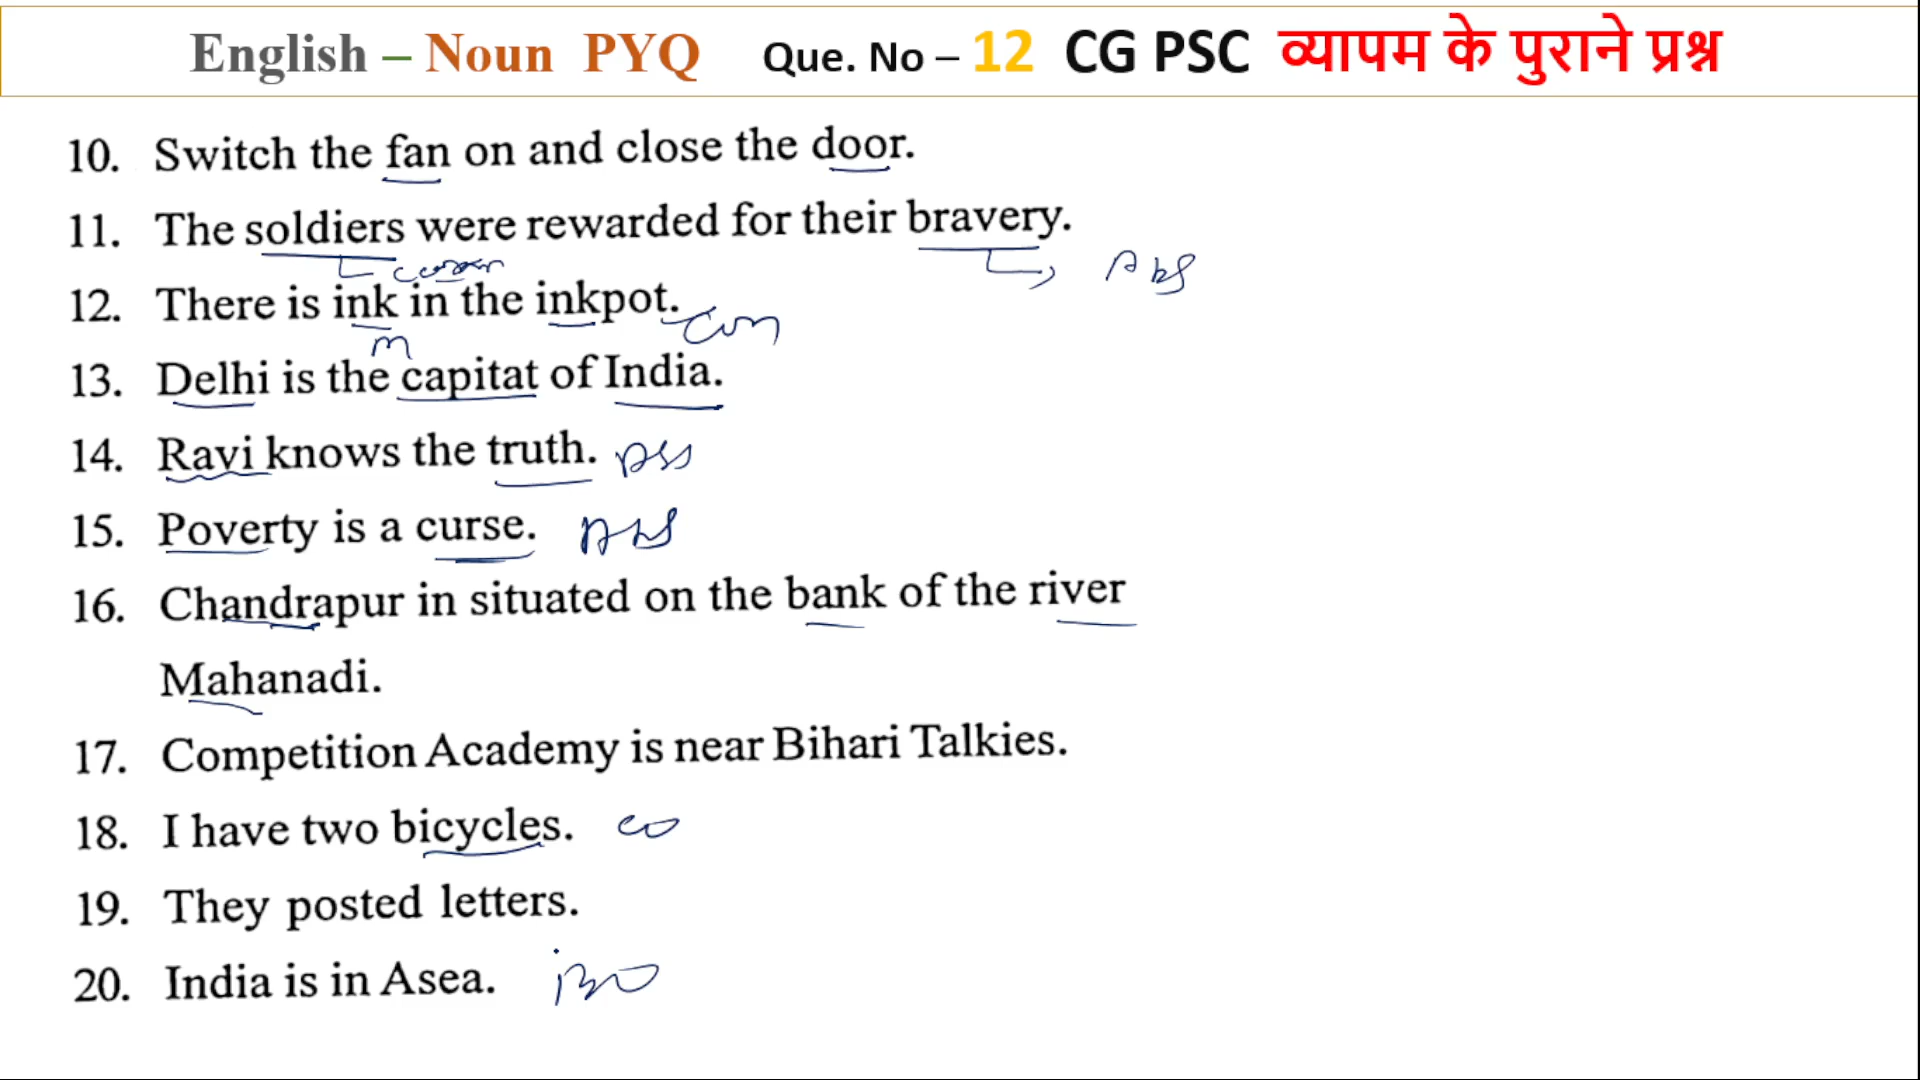 English – Noun PYQ Que. No – 12 CG PSC व्यापम के पुराने प्रश्न
10. Switch the fan on and close the door.
11. The soldiers were rewarded for their bravery.
Abs
12. There is ink in the inkpot.
m
13. Delhi is the capitat of India.
14. Ravi knows the truth.
15. Poverty is a curse. Abs
16. Chandrapur in situated on the bank of the river
Mahanadi.
17. Competition Academy is near Bihari Talkies.
18. I have two bicycles. co
19. They posted letters.
20. India is in Asea.